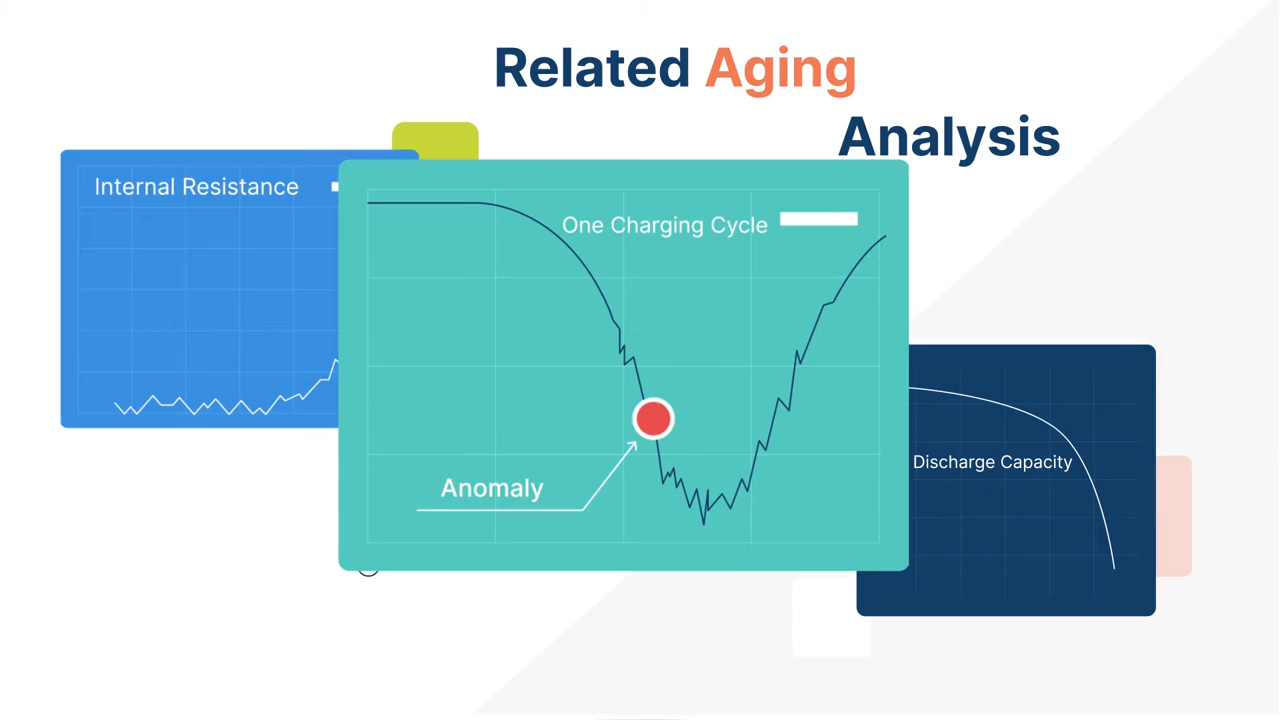 Related Aging
Analysis
Internal Resistance
One Charging Cycle
Anomaly
Discharge Capacity